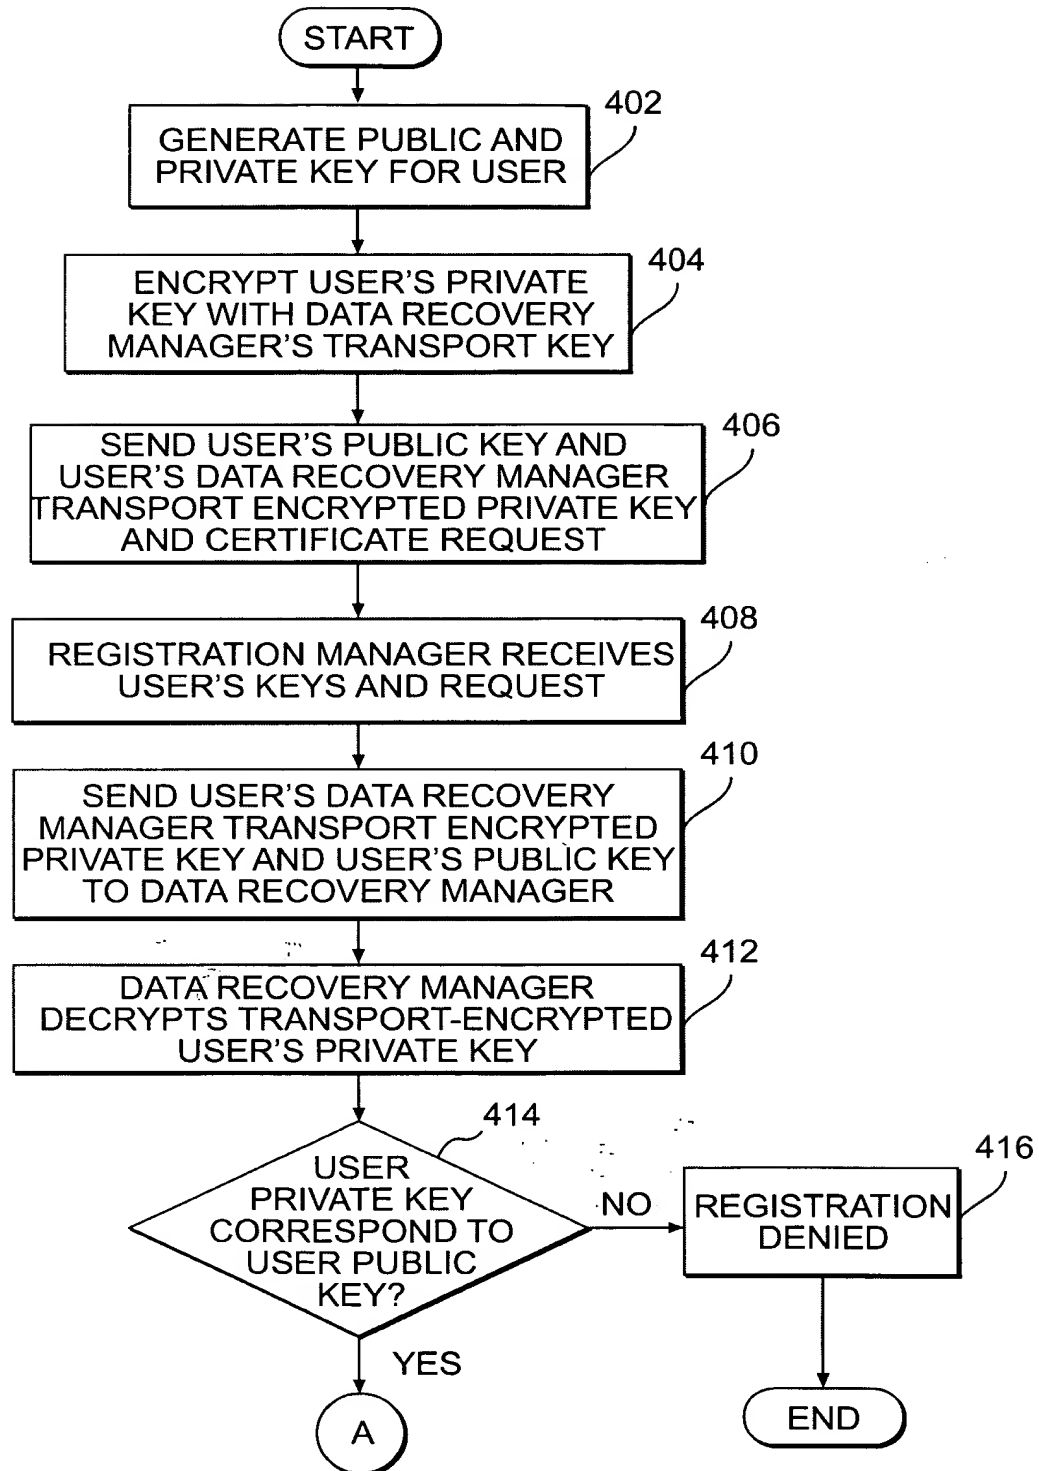 START
402
GENERATE PUBLIC AND
PRIVATE KEY FOR USER
404
ENCRYPT USER'S PRIVATE
KEY WITH DATA RECOVERY
MANAGER'S TRANSPORT KEY
406
SEND USER'S PUBLIC KEY AND
USER'S DATA RECOVERY MANAGER
TRANSPORT ENCRYPTED PRIVATE KEY
AND CERTIFICATE REQUEST
408
REGISTRATION MANAGER RECEIVES
USER'S KEYS AND REQUEST
410
SEND USER'S DATA RECOVERY
MANAGER TRANSPORT ENCRYPTED
PRIVATE KEY AND USER'S PUBLIC KEY
TO DATA RECOVERY MANAGER
412
DATA RECOVERY MANAGER
DECRYPTS TRANSPORT-ENCRYPTED
USER'S PRIVATE KEY
414
USER
PRIVATE KEY
CORRESPOND TO
USER PUBLIC
KEY?
NO
416
REGISTRATION
DENIED
YES
A
END